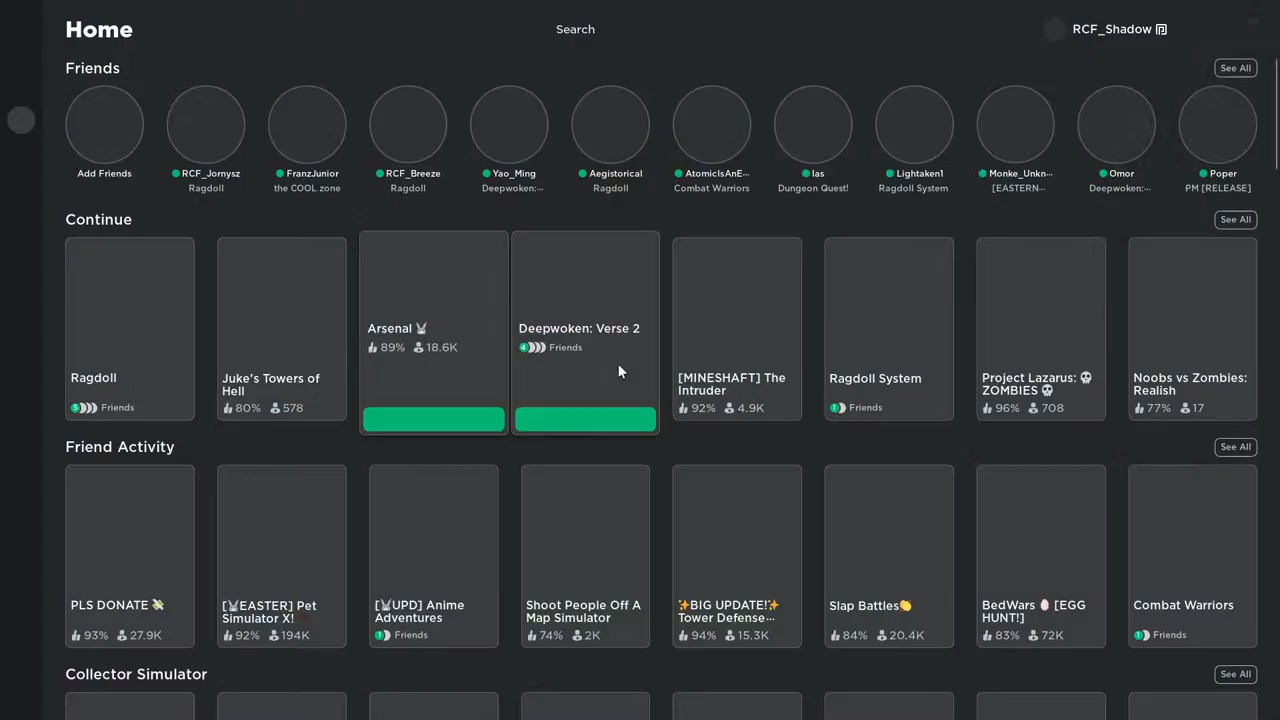 Home
Search
RCF_Shadow
Friends
See All
Add Friends
RCF_Jornysz
Ragdoll
FranzJunior
the COOL zone
RCF_Breeze
Ragdoll
Yao_Ming
Deepwoken:···
Aegistorical
Ragdoll
AtomicIsAnE···
Combat Warriors
Ias
Dungeon Quest!
Lightaken1
Ragdoll System
Monke_Unkn···
[EASTERN···
Omor
Deepwoken:···
Poper
PM [RELEASE]
Continue
See All
Ragdoll
5 Friends
Juke's Towers of
Hell
80% 578
Arsenal 🐰
89% 18.6K
Deepwoken: Verse 2
4 Friends
[MINESHAFT] The
Intruder
92% 4.9K
Ragdoll System
1 Friends
Project Lazarus: 💀
ZOMBIES 💀
96% 708
Noobs vs Zombies:
Realish
77% 17
Friend Activity
See All
PLS DONATE 💸
93% 27.9K
[🐰EASTER] Pet
Simulator X!
92% 194K
[🐰UPD] Anime
Adventures
1 Friends
Shoot People Off A
Map Simulator
74% 2K
✨BIG UPDATE!✨
Tower Defense···
94% 15.3K
Slap Battles👏
84% 20.4K
BedWars 🥚 [EGG
HUNT!]
83% 72K
Combat Warriors
1 Friends
Collector Simulator
See All